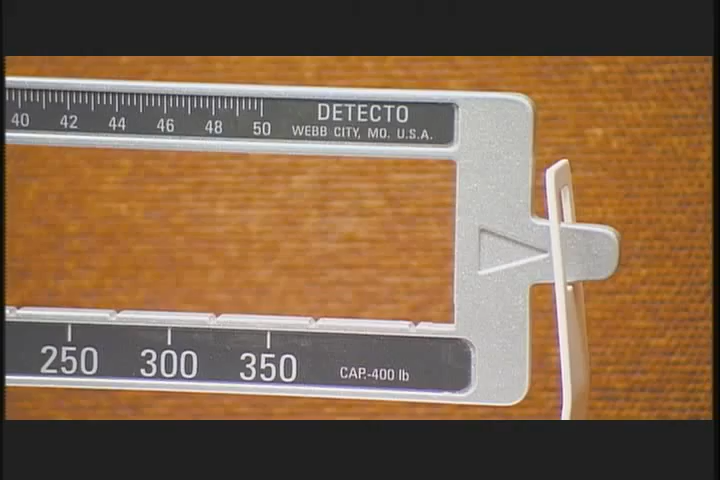 40 42 44 46 48 50
DETECTO
WEBB CITY, MO. U.S.A.
250 300 350
CAP.-400 lb